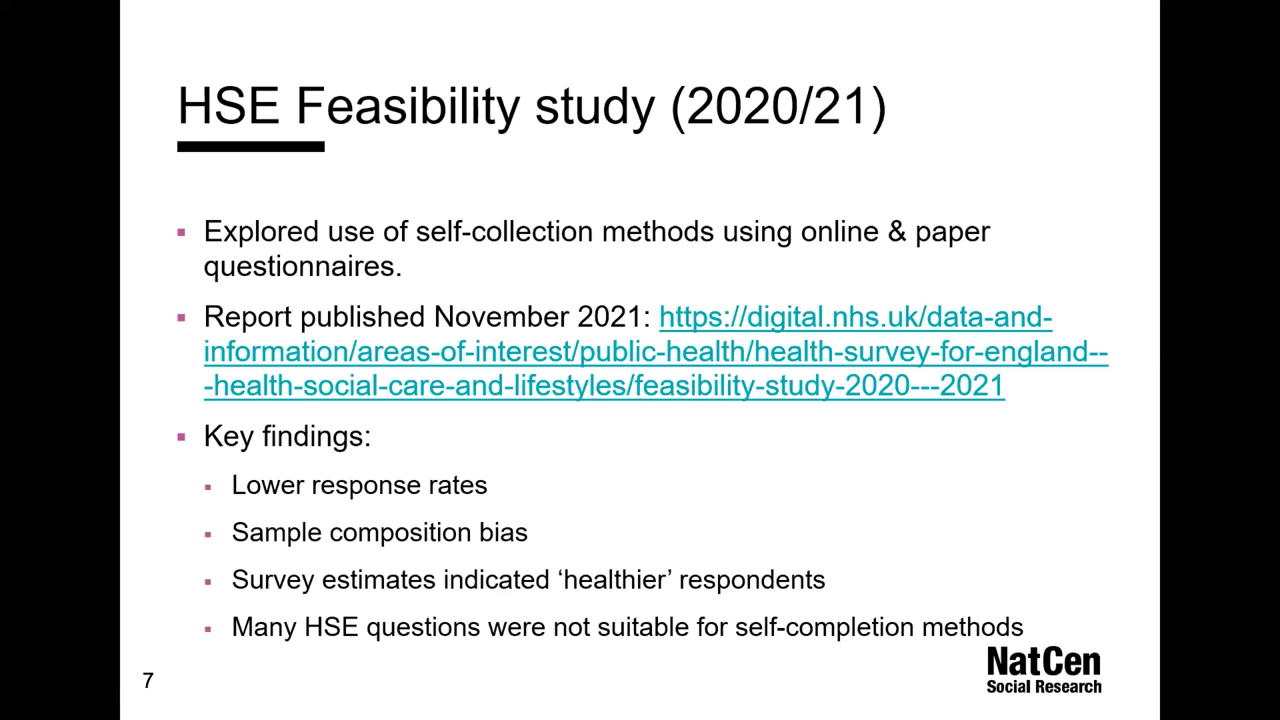 HSE Feasibility study (2020/21)
Explored use of self-collection methods using online & paper
questionnaires.
Report published November 2021: https://digital.nhs.uk/data-and-
information/areas-of-interest/public-health/health-survey-for-england--
-health-social-care-and-lifestyles/feasibility-study-2020---2021
Key findings:
Lower response rates
Sample composition bias
Survey estimates indicated ‘healthier’ respondents
Many HSE questions were not suitable for self-completion methods
7
NatCen
Social Research